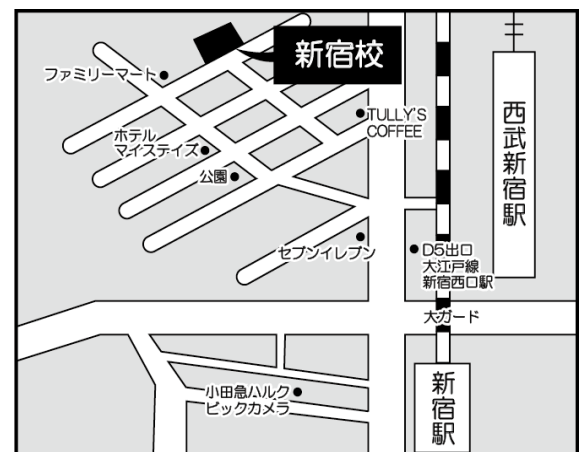 新宿校
ファミリーマート
TULLY'S
COFFEE
ホテル
マイステイズ
公園
西武新宿駅
セブンイレブン
D5出口
大江戸線
新宿西口駅
大ガード
小田急ハルク
ビックカメラ
新宿駅